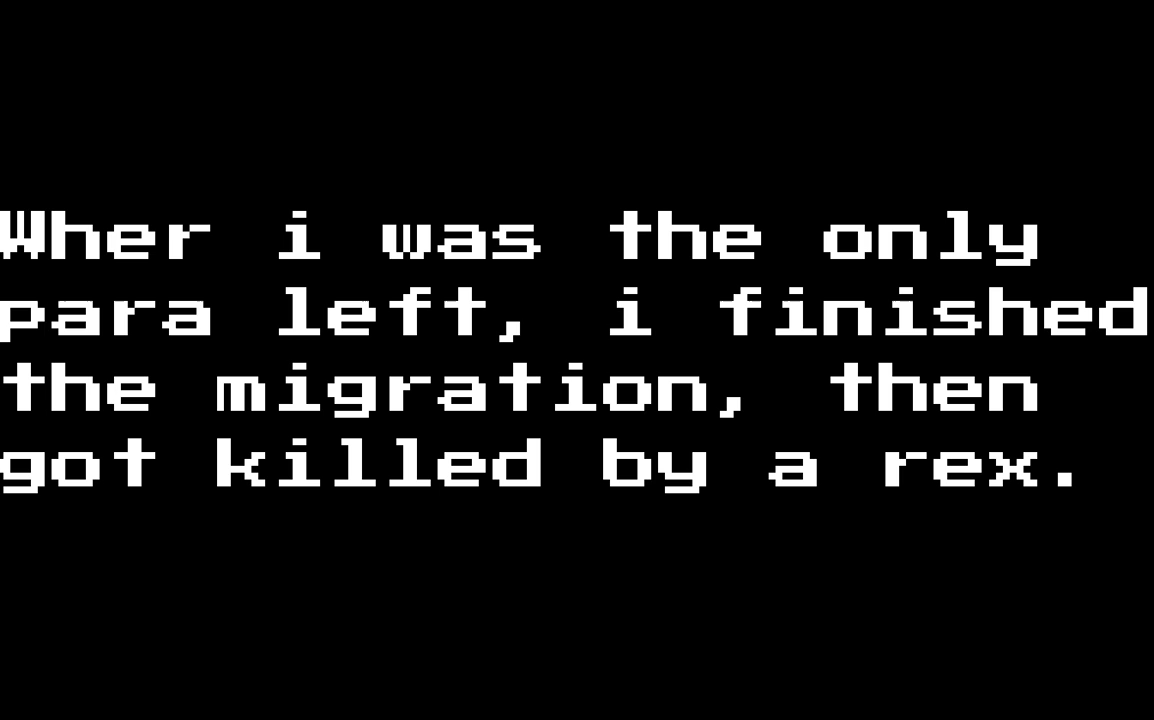 Wher i was the only
para left, i finished
the migration, then
got killed by a rex.